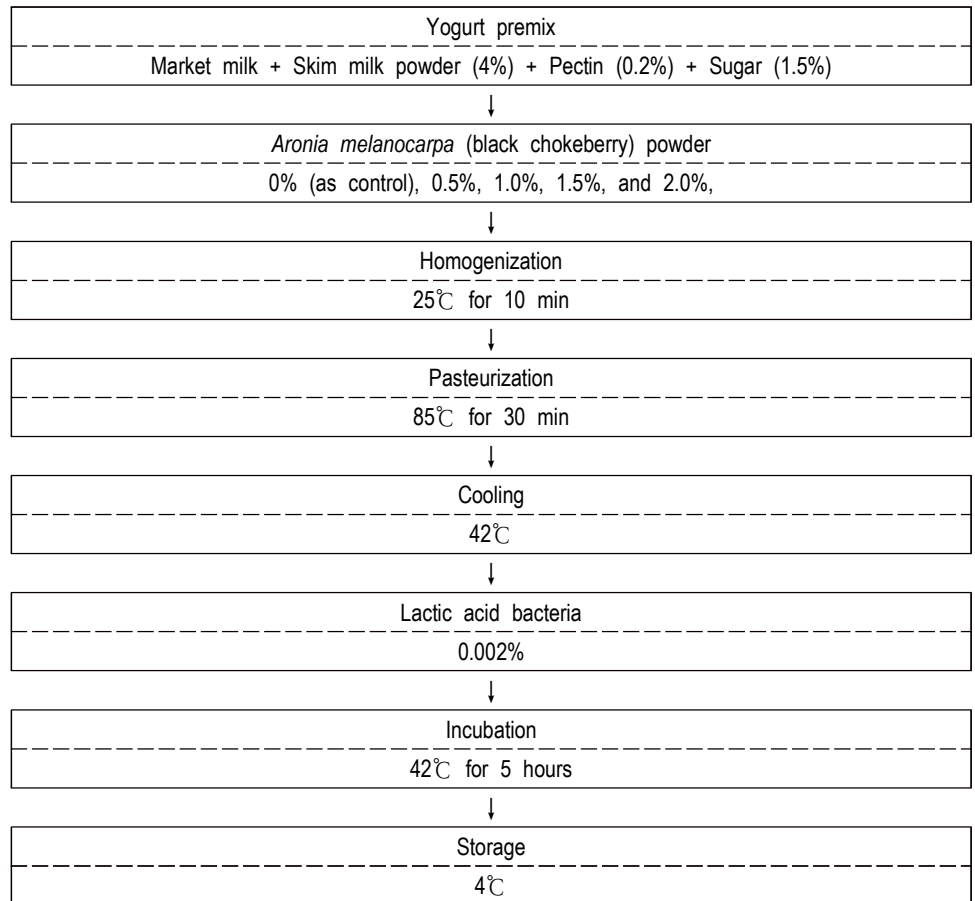 Yogurt premix
Market milk + Skim milk powder (4%) + Pectin (0.2%) + Sugar (1.5%)
↓
Aronia melanocarpa (black chokeberry) powder
0% (as control), 0.5%, 1.0%, 1.5%, and 2.0%,
↓
Homogenization
25℃ for 10 min
↓
Pasteurization
85℃ for 30 min
↓
Cooling
42℃
↓
Lactic acid bacteria
0.002%
↓
Incubation
42℃ for 5 hours
↓
Storage
4℃